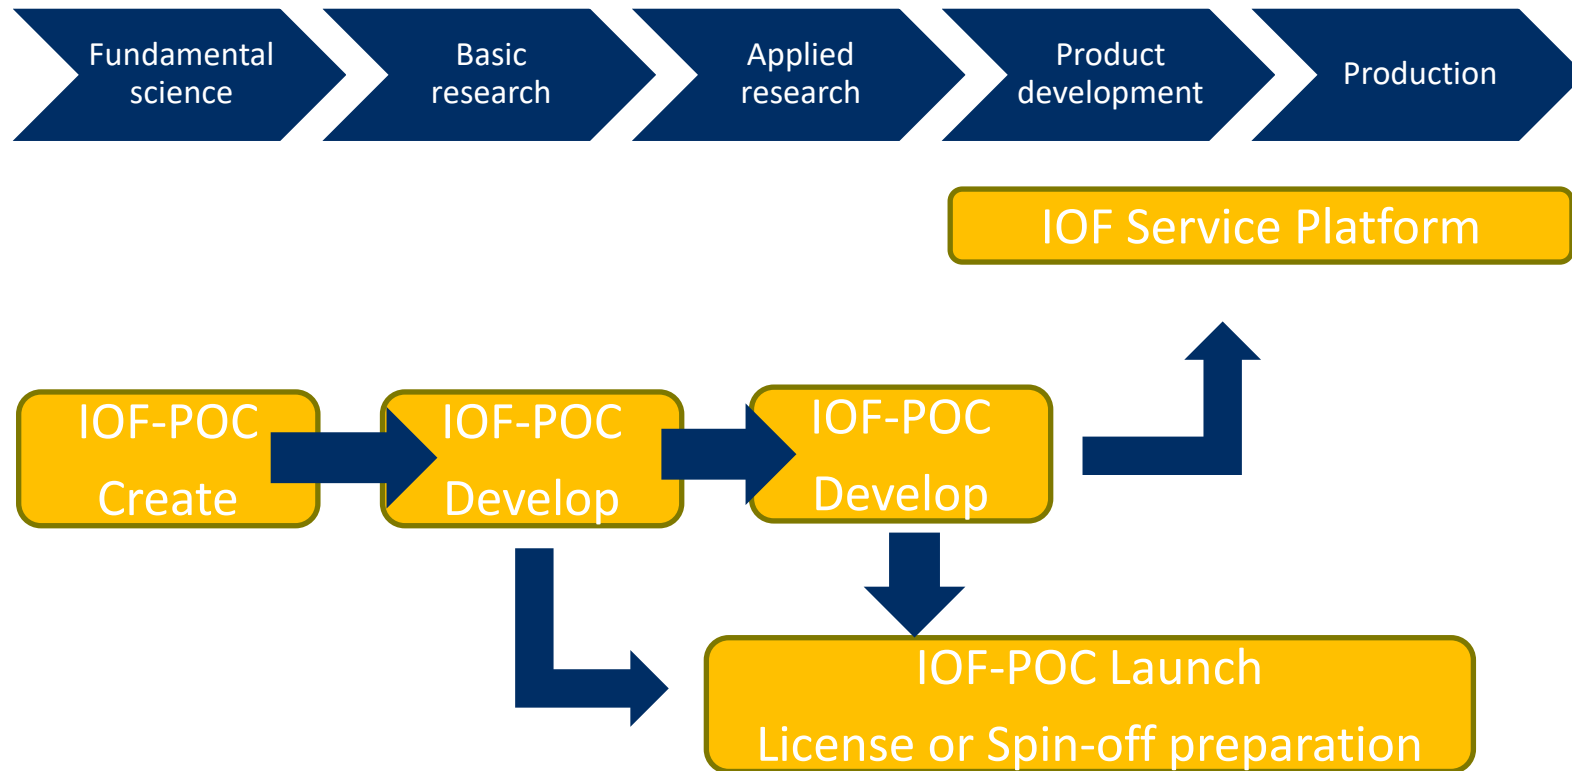 Fundamental
science
Basic
research
Applied
research
Product
development
Production
IOF Service Platform
IOF-POC
Create
IOF-POC
Develop
IOF-POC
Develop
IOF-POC Launch
License or Spin-off preparation